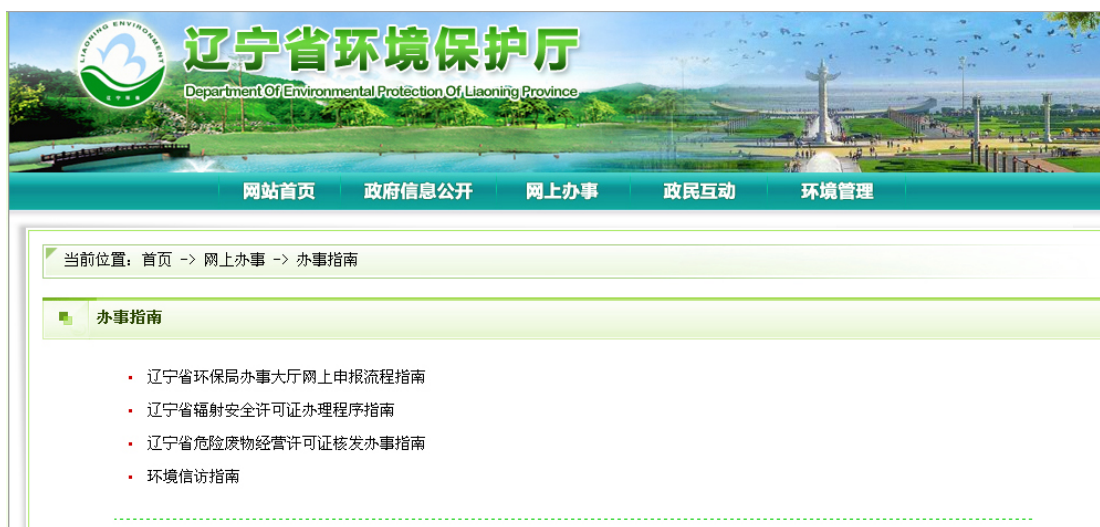 LIAONING ENVIRONMENT
辽宁省环境保护厅
Department Of Environmental Protection Of Liaoning Province
网站首页 政府信息公开 网上办事 政民互动 环境管理
当前位置：首页 -> 网上办事 -> 办事指南
办事指南
辽宁省环保局办事大厅网上申报流程指南
辽宁省辐射安全许可证办理程序指南
辽宁省危险废物经营许可证核发办事指南
环境信访指南